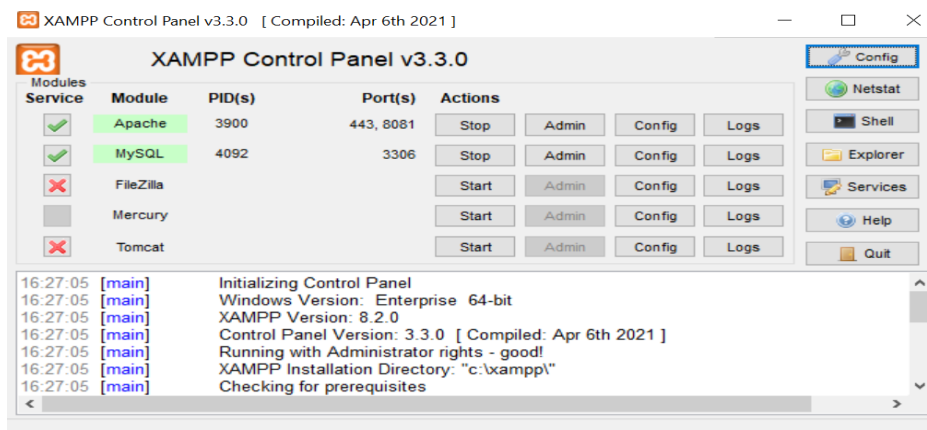 XAMPP Control Panel v3.3.0 [ Compiled: Apr 6th 2021 ]
XAMPP Control Panel v3.3.0
Config
Modules
Service Module PID(s) Port(s) Actions
Netstat
Apache 3900 443, 8081 Stop Admin Config Logs
Shell
MySQL 4092 3306 Stop Admin Config Logs
Explorer
FileZilla Start Admin Config Logs
Services
Mercury Start Admin Config Logs
Help
Tomcat Start Admin Config Logs
Quit
16:27:05 [main] Initializing Control Panel
16:27:05 [main] Windows Version: Enterprise 64-bit
16:27:05 [main] XAMPP Version: 8.2.0
16:27:05 [main] Control Panel Version: 3.3.0 [ Compiled: Apr 6th 2021 ]
16:27:05 [main] Running with Administrator rights - good!
16:27:05 [main] XAMPP Installation Directory: "c:\xampp\"
16:27:05 [main] Checking for prerequisites